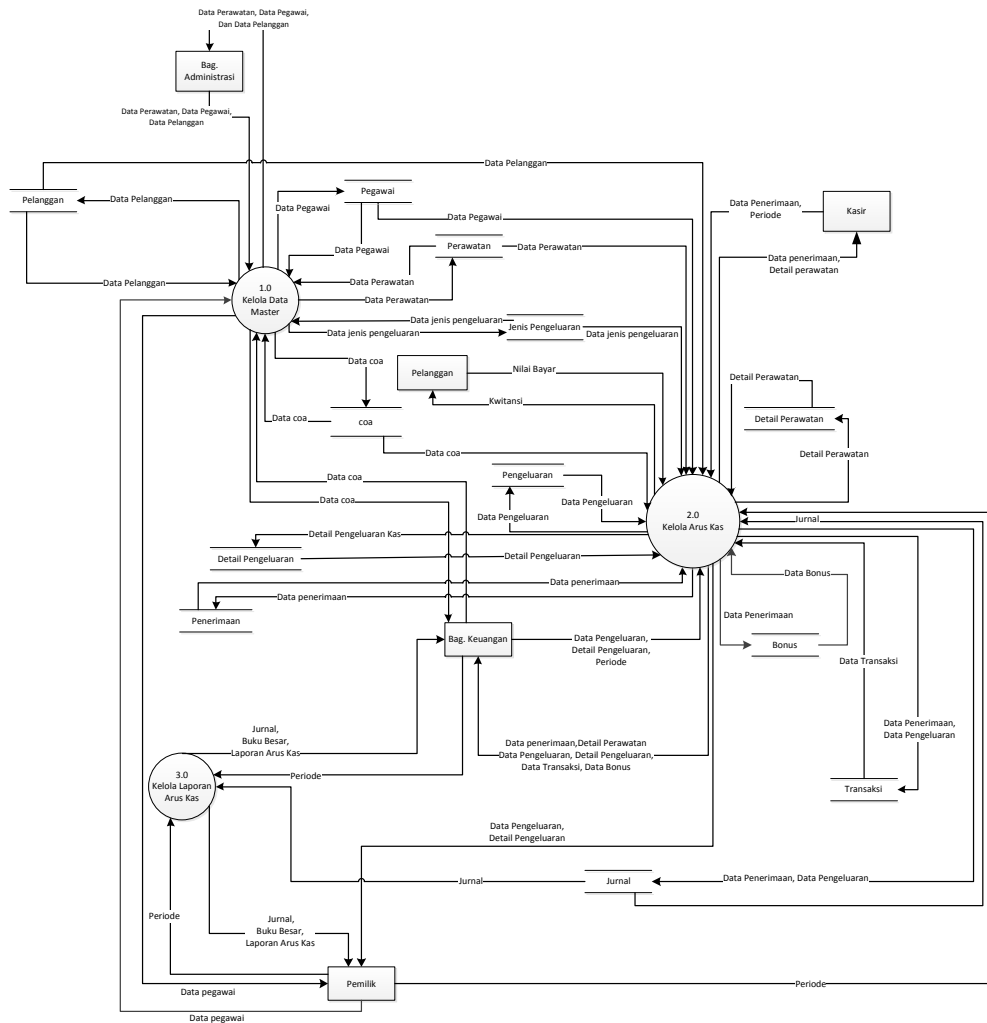 Data Perawatan, Data Pegawai,
Dan Data Pelanggan
Bag.
Administrasi
Data Perawatan, Data Pegawai,
Data Pelanggan
Data Pelanggan
Pelanggan
Data Pelanggan
Pegawai
Data Pegawai
Data Pegawai
Data Pegawai
Data Penerimaan,
Periode
Kasir
Perawatan
Data Perawatan
Data Perawatan
Data Perawatan
Data penerimaan,
Detail perawatan
Data Pelanggan
1.0
Kelola Data
Master
Data jenis pengeluaran
Jenis Pengeluaran
Data jenis pengeluaran
Data jenis pengeluaran
Data coa
Pelanggan
Nilai Bayar
Kwitansi
Detail Perawatan
Detail Perawatan
Detail Perawatan
Data coa
coa
Data coa
Data coa
Data coa
Pengeluaran
Data Pengeluaran
Data Pengeluaran
2.0
Kelola Arus Kas
Jurnal
Detail Pengeluaran Kas
Detail Pengeluaran
Detail Pengeluaran
Data penerimaan
Data penerimaan
Penerimaan
Data Bonus
Data Penerimaan
Bonus
Bag. Keuangan
Data Pengeluaran,
Detail Pengeluaran,
Periode
Data Transaksi
Data Penerimaan,
Data Pengeluaran
Transaksi
Jurnal,
Buku Besar,
Laporan Arus Kas
Data penerimaan,Detail Perawatan
Data Pengeluaran, Detail Pengeluaran,
Data Transaksi, Data Bonus
3.0
Kelola Laporan
Arus Kas
Periode
Data Pengeluaran,
Detail Pengeluaran
Jurnal
Jurnal
Data Penerimaan, Data Pengeluaran
Periode
Jurnal,
Buku Besar,
Laporan Arus Kas
Data pegawai
Pemilik
Periode
Data pegawai